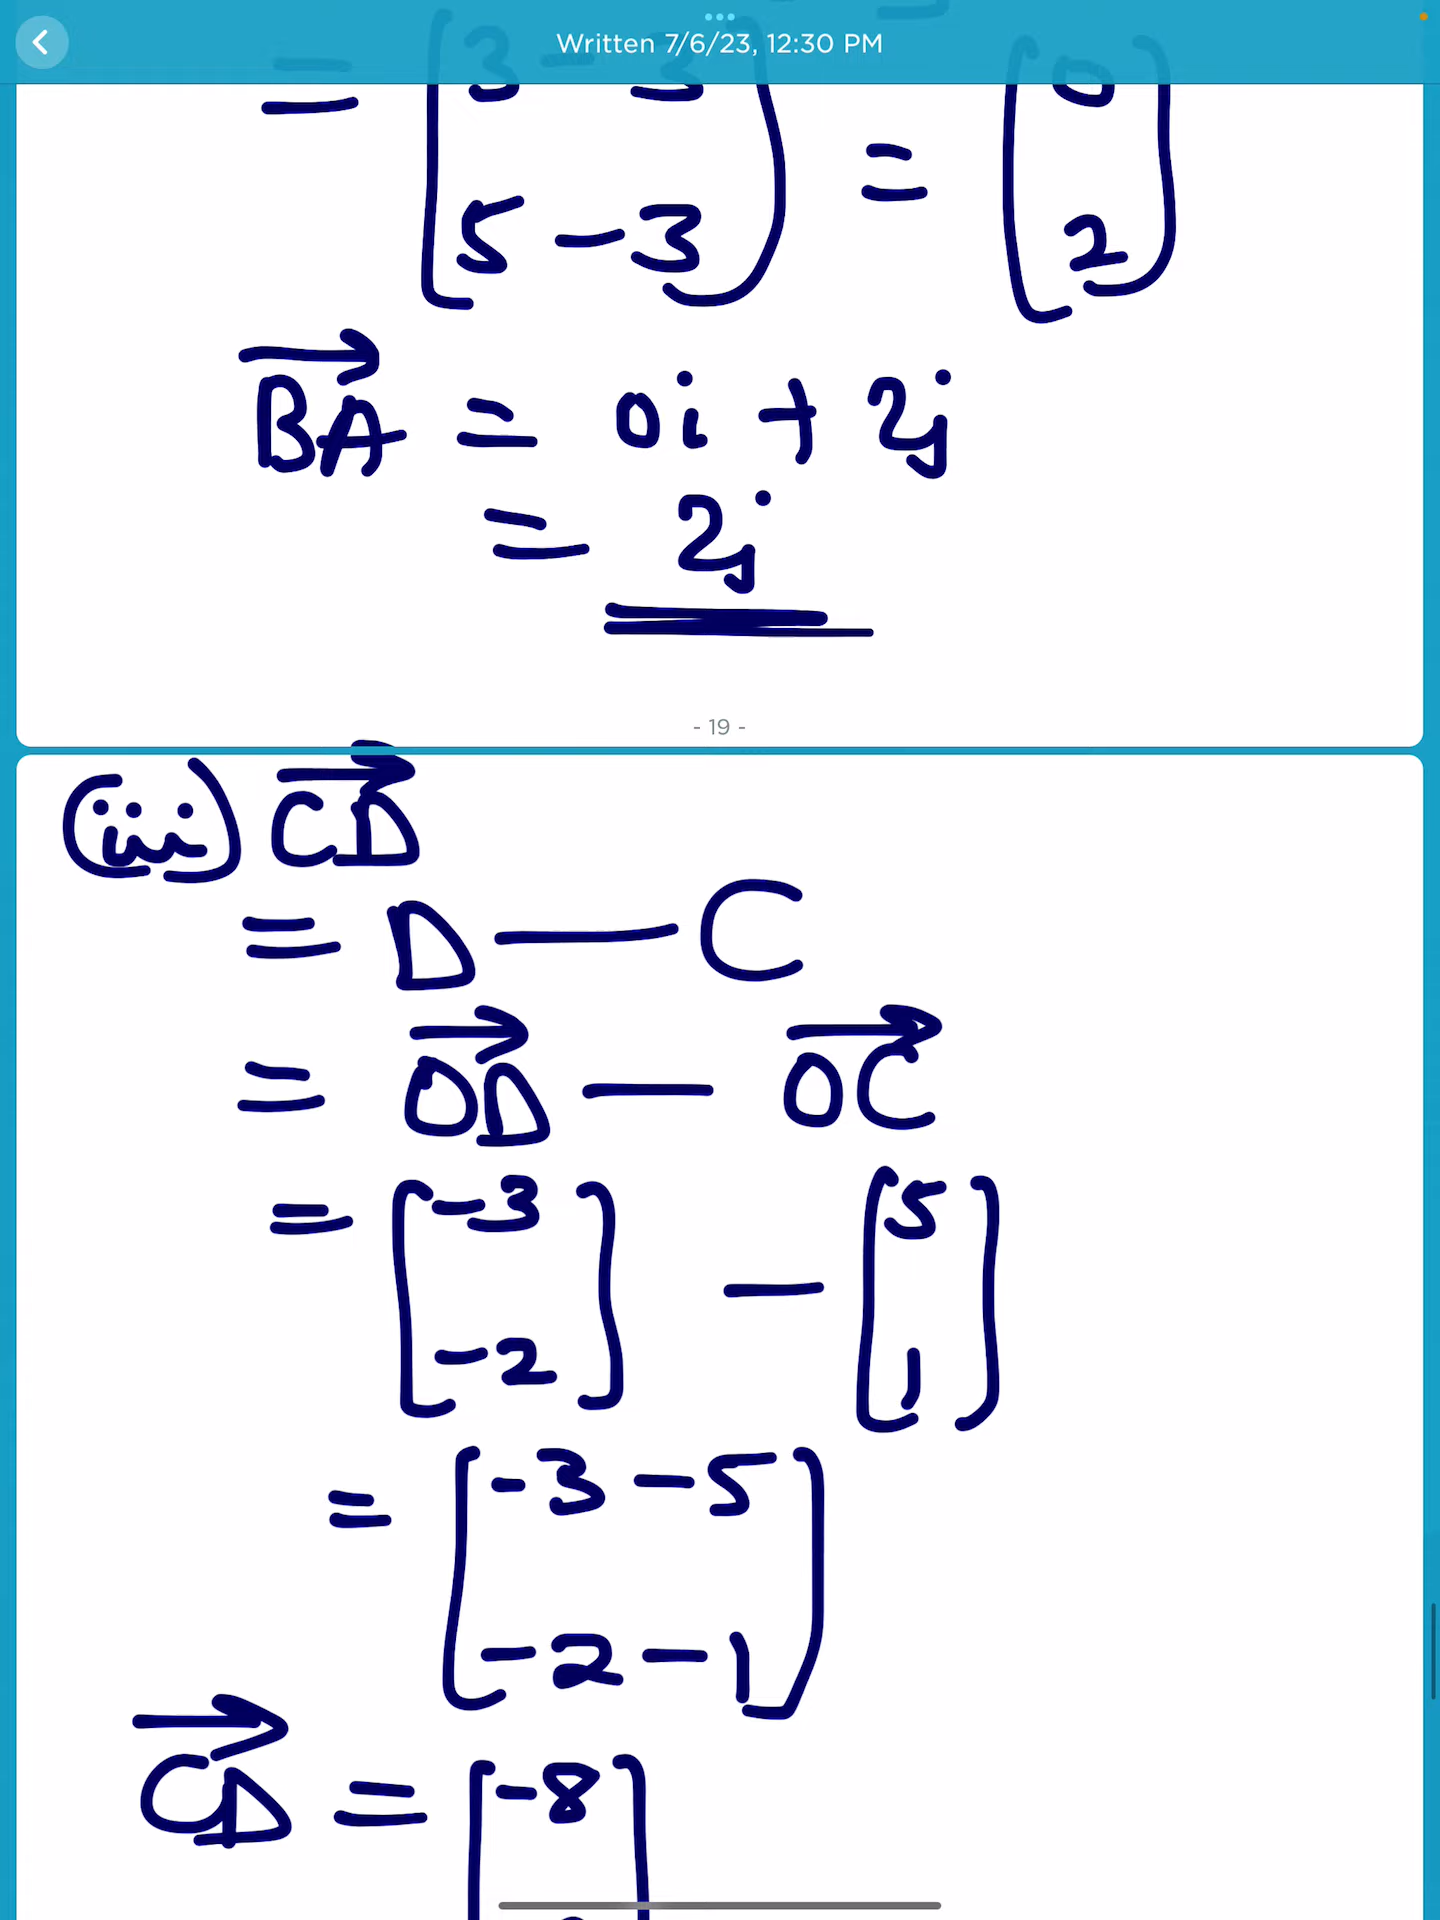 Written 7/6/23, 12:30 PM
= [3 - 3] = [0]
[5 - 3] [2]
BA = 0i + 2j
= 2j
- 19 -
(iii) CD
= D — C
= OD — OC
= [-3] — [5]
[-2] [1]
= [-3 - 5]
[-2 - 1]
CD = [-8]